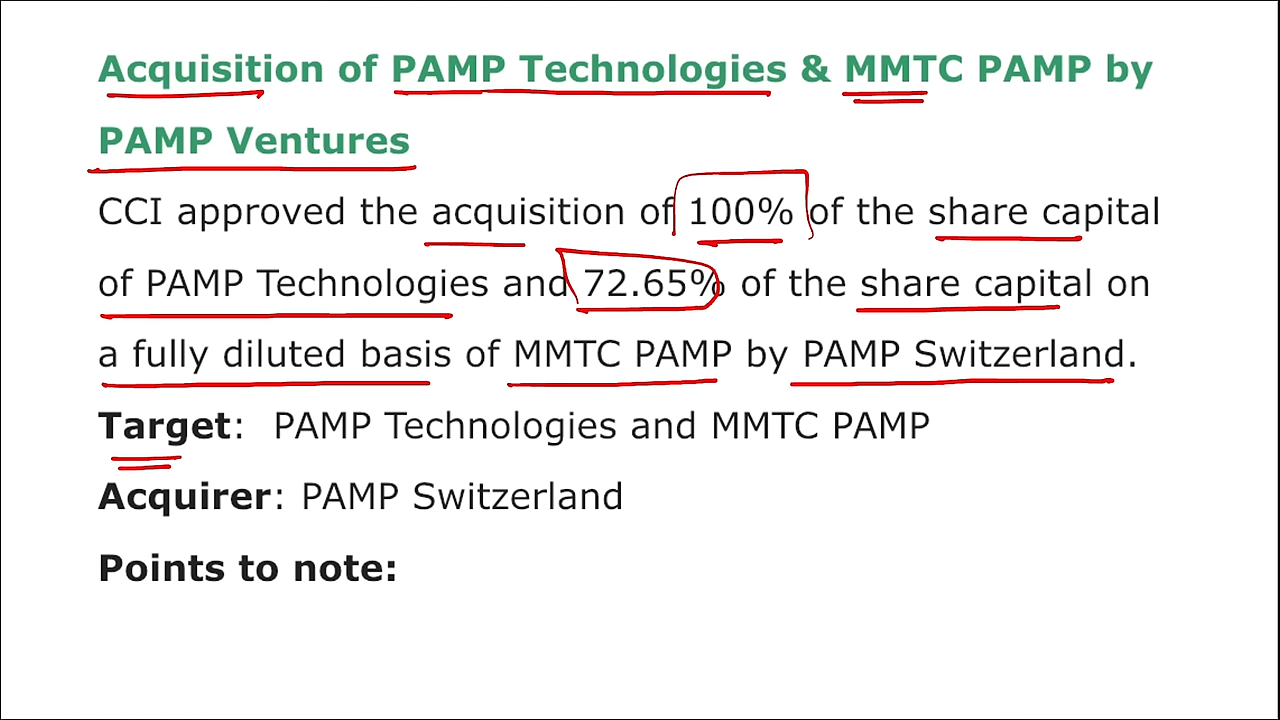 Acquisition of PAMP Technologies & MMTC PAMP by
PAMP Ventures
CCI approved the acquisition of 100% of the share capital
of PAMP Technologies and 72.65% of the share capital on
a fully diluted basis of MMTC PAMP by PAMP Switzerland.
Target: PAMP Technologies and MMTC PAMP
Acquirer: PAMP Switzerland
Points to note: